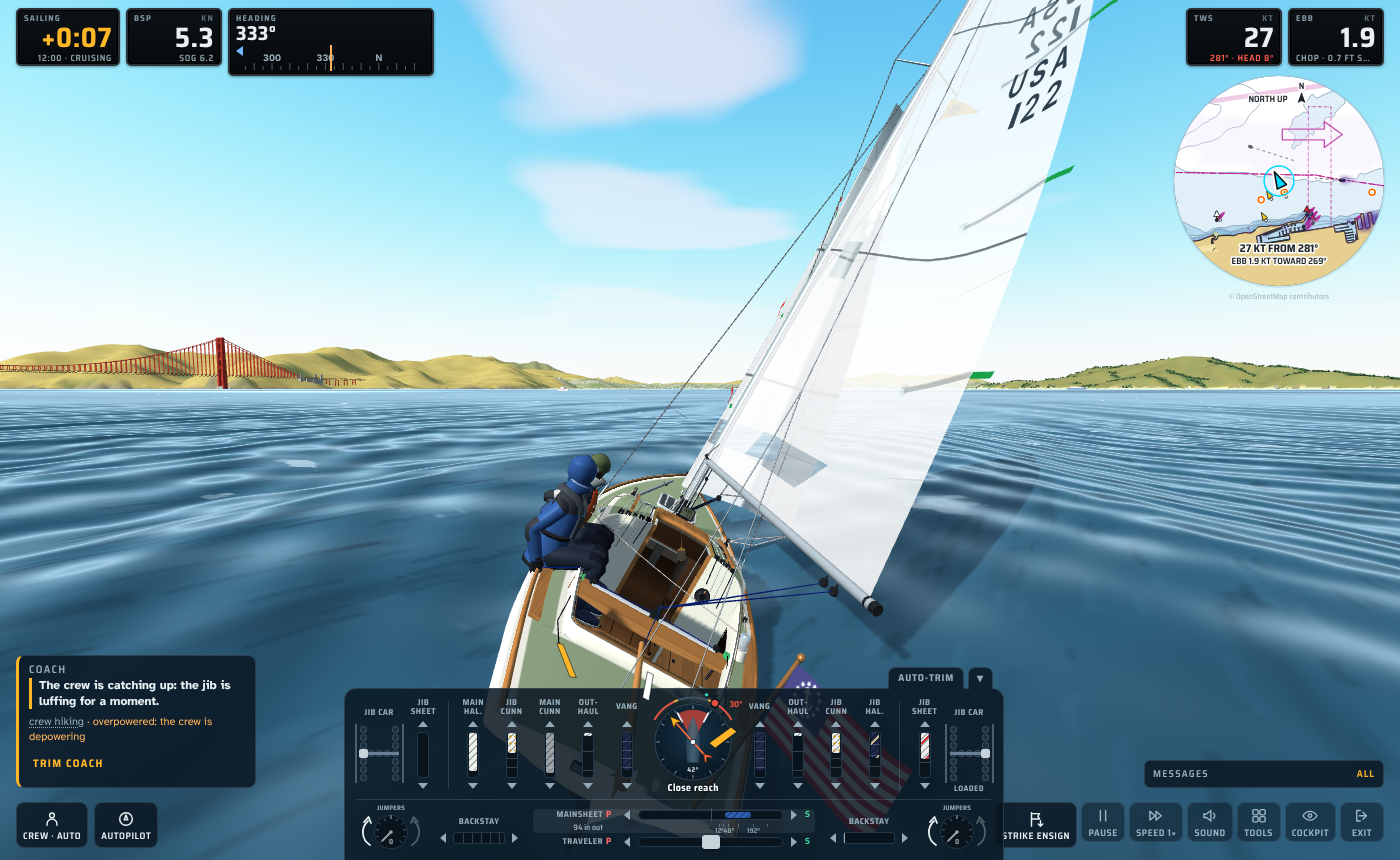 SAILING
+0:07
12:00 · CRUISING
BSP KN
5.3
SOG 6.2
HEADING
333°
300 330 N
TWS KT
27
281° · HEAD 8°
EBB KT
1.9
CHOP · 0.7 FT S...
NORTH UP
N
27 KT FROM 281°
EBB 1.9 KT TOWARD 269°
© OpenStreetMap contributors
USA
122
USA
122
COACH
The crew is catching up: the jib is
luffing for a moment.
crew hiking · overpowered: the crew is
depowering
TRIM COACH
CREW · AUTO
AUTOPILOT
AUTO-TRIM
▼
JIB CAR
JIB
SHEET
MAIN
HAL.
JIB
CUNN
MAIN
CUNN
OUT-
HAUL
VANG
30°
42°
Close reach
VANG
OUT-
HAUL
JIB
CUNN
JIB
HAL.
JIB
SHEET
JIB CAR
LOADED
JUMPERS
0
BACKSTAY
MAINSHEET P
94 in out
S
12°48° 192°
TRAVELER P
S
BACKSTAY
JUMPERS
0
MESSAGES
ALL
STRIKE ENSIGN
PAUSE
SPEED 1×
SOUND
TOOLS
COCKPIT
EXIT